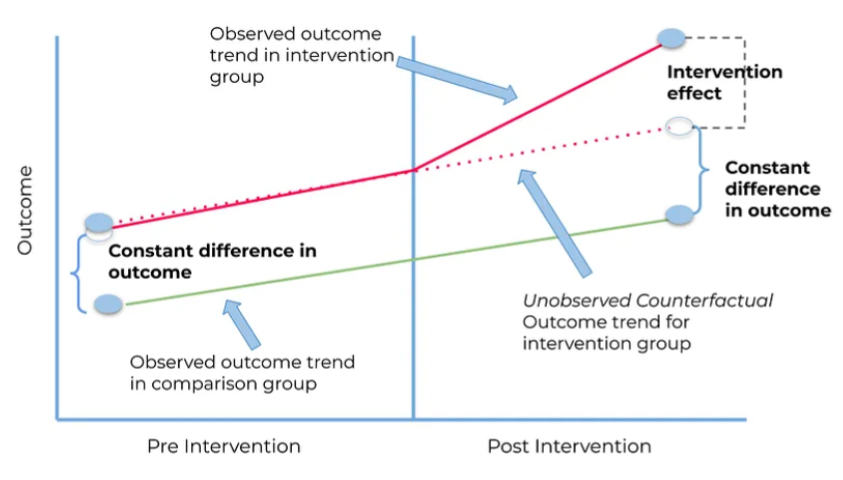 Observed outcome
trend in intervention
group
Intervention
effect
Constant
difference
in outcome
Outcome
Constant difference in
outcome
Unobserved Counterfactual
Outcome trend for
intervention group
Observed outcome trend
in comparison group
Pre Intervention
Post Intervention